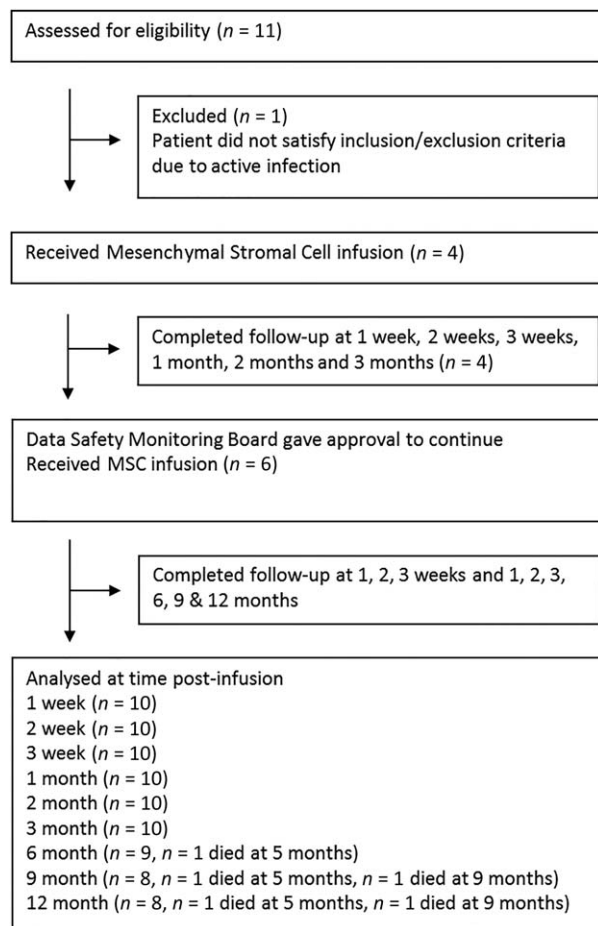 Assessed for eligibility (n = 11)
Excluded (n = 1)
Patient did not satisfy inclusion/exclusion criteria
due to active infection
Received Mesenchymal Stromal Cell infusion (n = 4)
Completed follow-up at 1 week, 2 weeks, 3 weeks,
1 month, 2 months and 3 months (n = 4)
Data Safety Monitoring Board gave approval to continue
Received MSC infusion (n = 6)
Completed follow-up at 1, 2, 3 weeks and 1, 2, 3,
6, 9 & 12 months
Analysed at time post-infusion
1 week (n = 10)
2 week (n = 10)
3 week (n = 10)
1 month (n = 10)
2 month (n = 10)
3 month (n = 10)
6 month (n = 9, n = 1 died at 5 months)
9 month (n = 8, n = 1 died at 5 months, n = 1 died at 9 months)
12 month (n = 8, n = 1 died at 5 months, n = 1 died at 9 months)